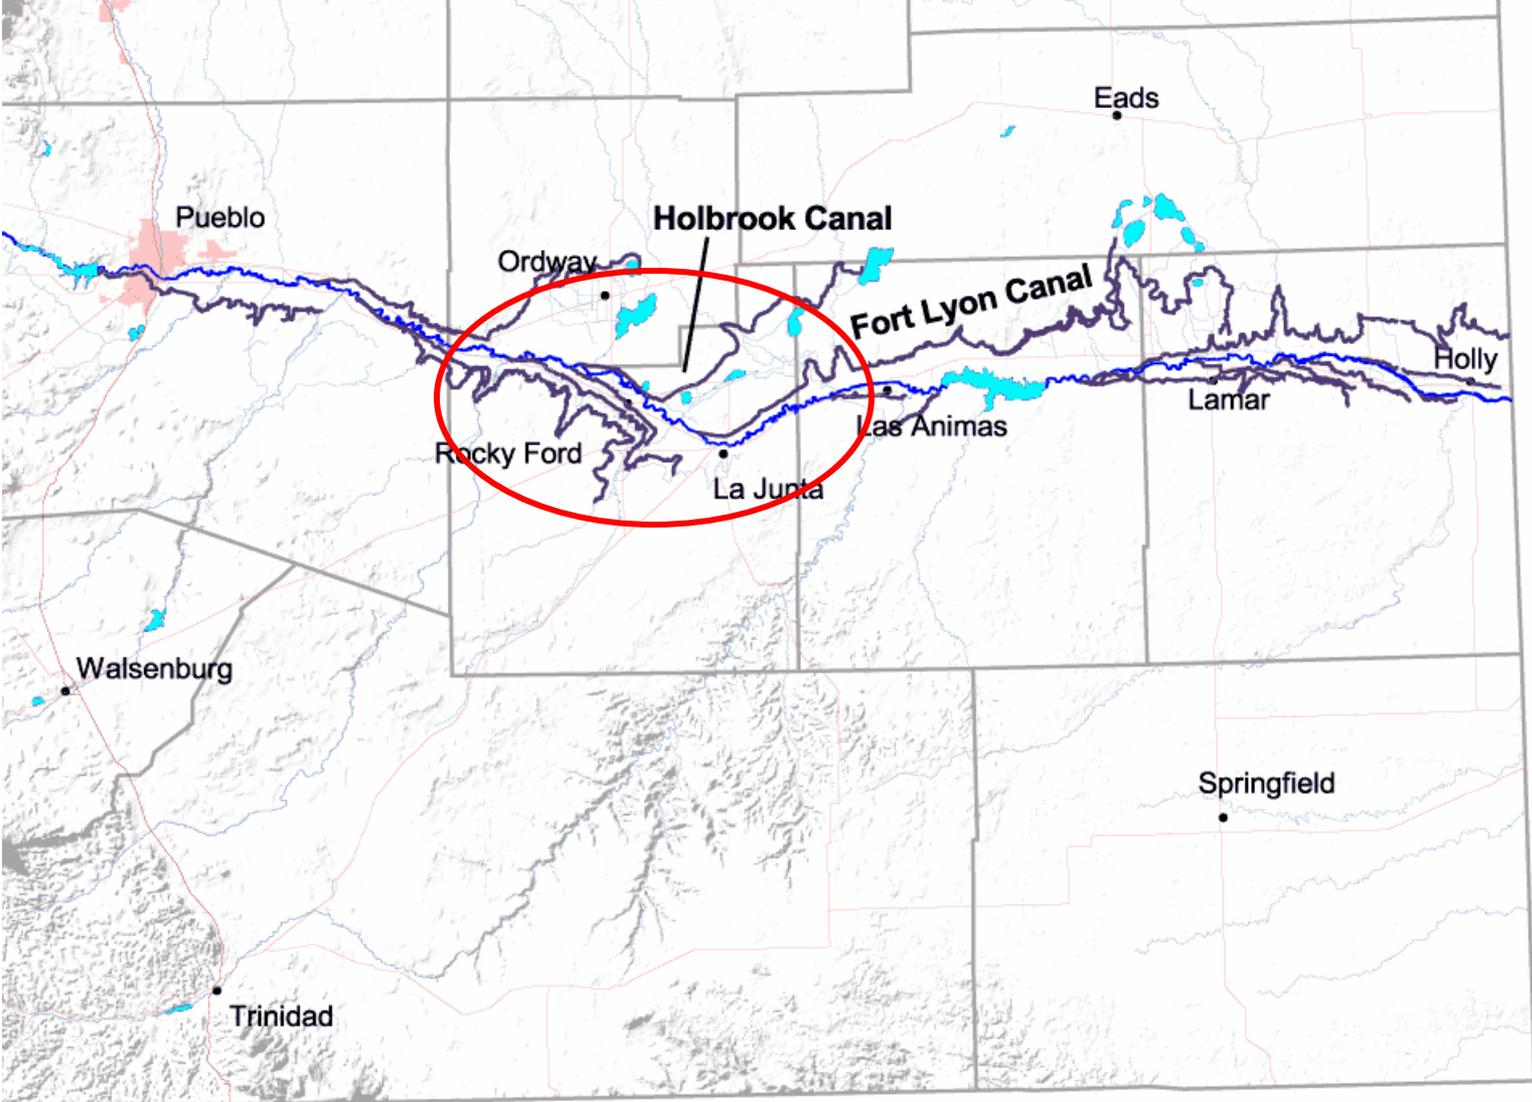 Eads
Pueblo
Holbrook Canal
Ordway
Fort Lyon Canal
Holly
Lamar
Las Animas
Rocky Ford
La Junta
Walsenburg
Springfield
Trinidad